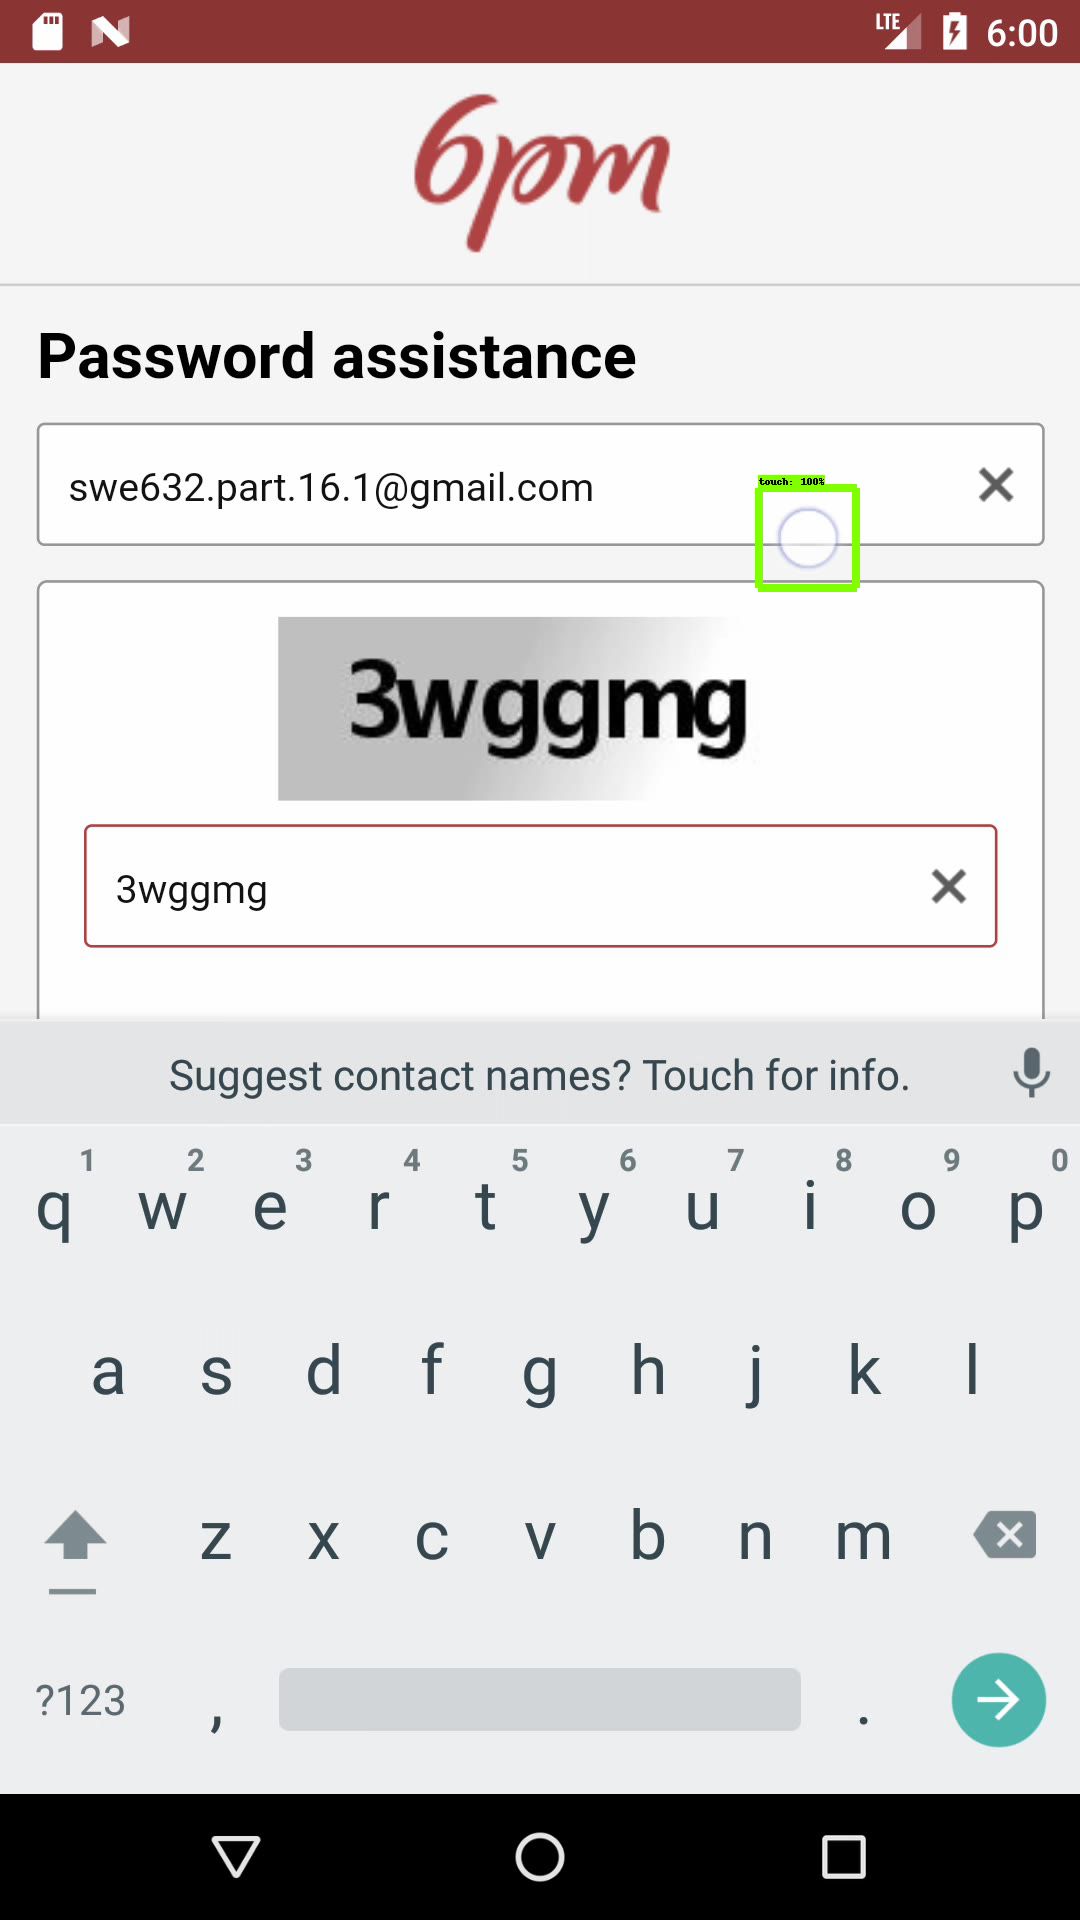 LTE 6:00
6pm
Password assistance
swe632.part.16.1@gmail.com
touch: 100%
3wggmg
3wggmg
Suggest contact names? Touch for info.
1 2 3 4 5 6 7 8 9 0
q w e r t y u i o p
a s d f g h j k l
z x c v b n m
?123 , .